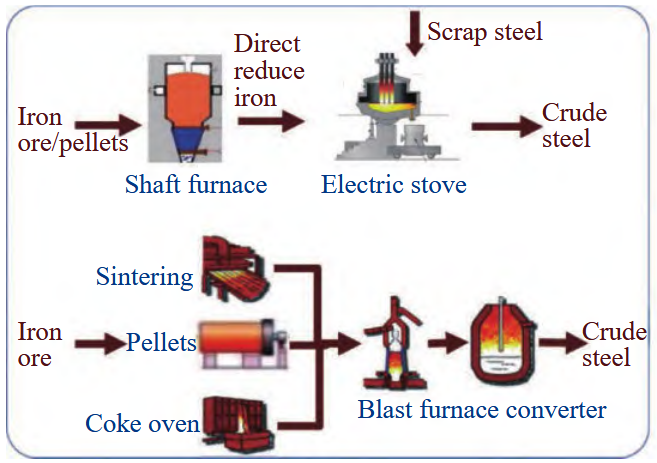 Scrap steel
Direct
reduce
iron
Iron
ore/pellets
Crude
steel
Shaft furnace
Electric stove
Sintering
Iron
ore
Pellets
Crude
steel
Coke oven
Blast furnace converter